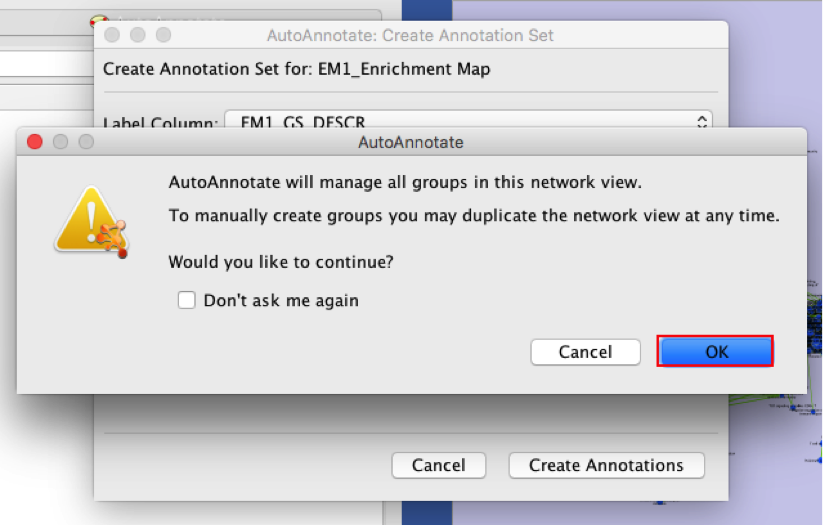 AutoAnnotate: Create Annotation Set
Create Annotation Set for: EM1_Enrichment Map
Label Column: EM1_GS_DESCR
AutoAnnotate
AutoAnnotate will manage all groups in this network view.
To manually create groups you may duplicate the network view at any time.
Would you like to continue?
Don't ask me again
Cancel OK
Cancel Create Annotations